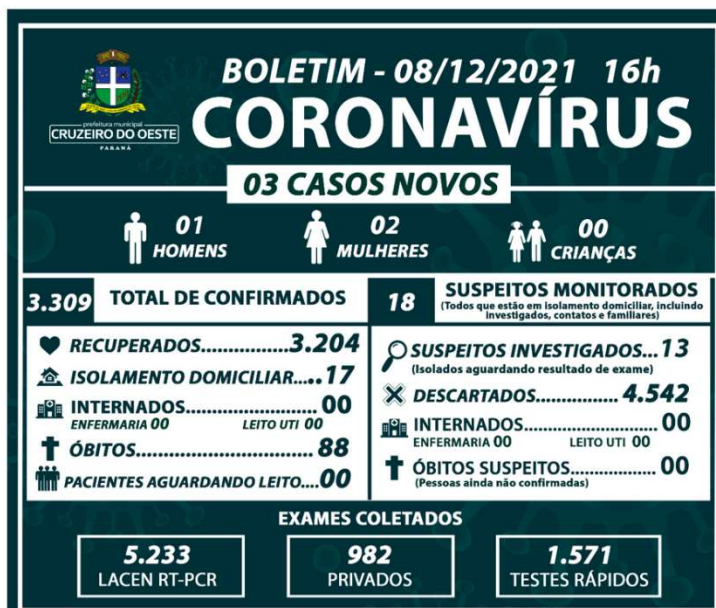 BOLETIM - 08/12/2021 16h
prefeitura municipal
CRUZEIRO DO OESTE
PARANÁ
CORONAVÍRUS
03 CASOS NOVOS
01
HOMENS
02
MULHERES
00
CRIANÇAS
3.309 TOTAL DE CONFIRMADOS
RECUPERADOS................3.204
ISOLAMENTO DOMICILIAR.....17
INTERNADOS....................... 00
ENFERMARIA 00 LEITO UTI 00
ÓBITOS.............................. 88
PACIENTES AGUARDANDO LEITO....00
18 SUSPEITOS MONITORADOS
(Todos que estão em isolamento domiciliar, incluindo
investigados, contatos e familiares)
SUSPEITOS INVESTIGADOS...13
(Isolados aguardando resultado de exame)
DESCARTADOS............... 4.542
INTERNADOS....................... 00
ENFERMARIA 00 LEITO UTI 00
ÓBITOS SUSPEITOS............... 00
(Pessoas ainda não confirmadas)
EXAMES COLETADOS
5.233
LACEN RT-PCR
982
PRIVADOS
1.571
TESTES RÁPIDOS